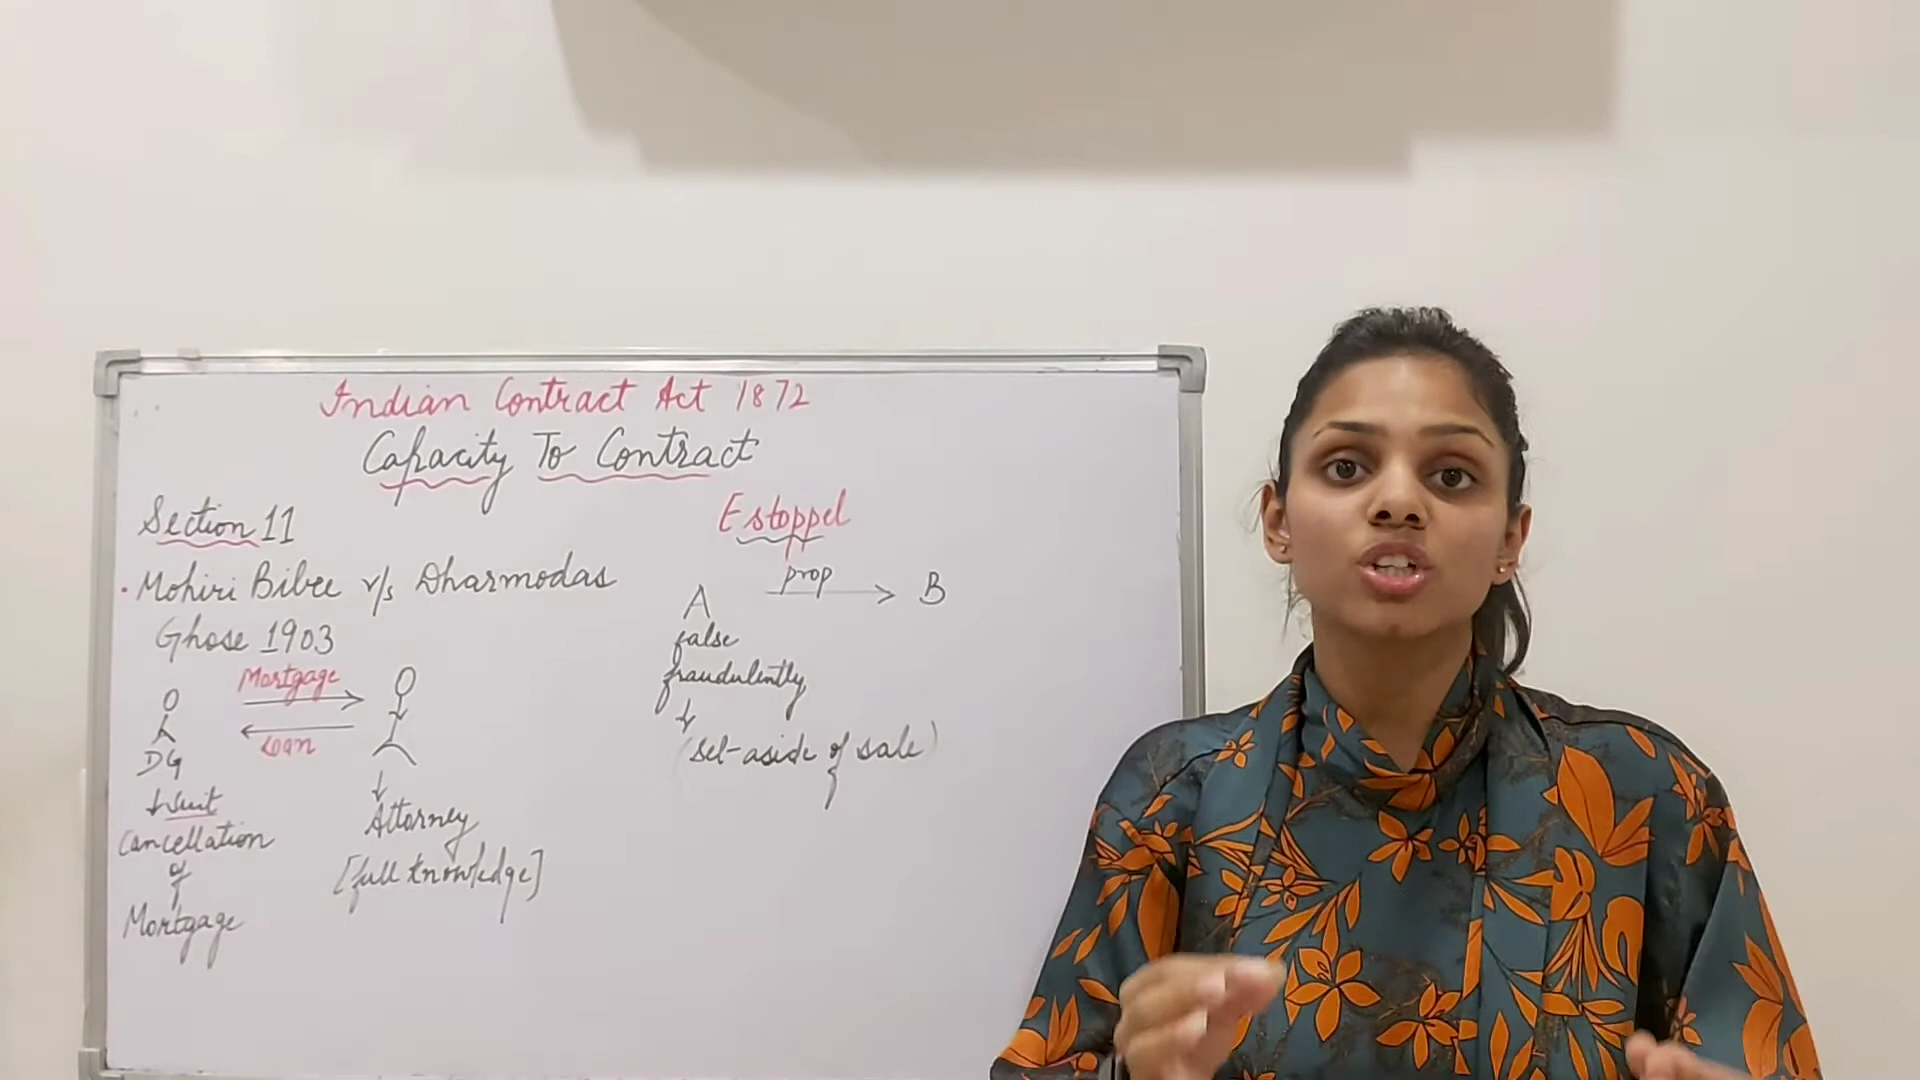 Indian Contract Act 1872
Capacity To Contract
Section 11
Mohiri Bibee v/s Dharmodas
Ghose 1903
Mortgage
Loan
DG
suit
Cancellation
of
Mortgage
Attorney
[full knowledge]
Estoppel
A prop B
false
fraudulently
(set-aside of sale)